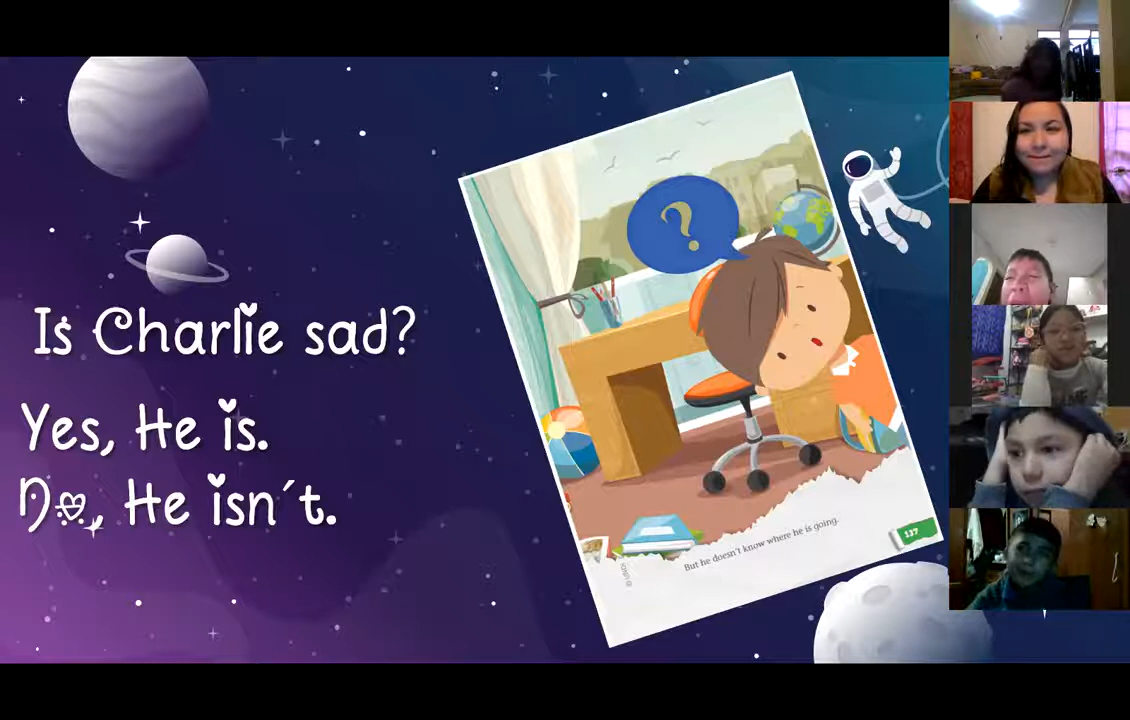 Is Charlie sad?
Yes, He is.
No, He isn´t.
?
But he doesn't know where he is going.
137